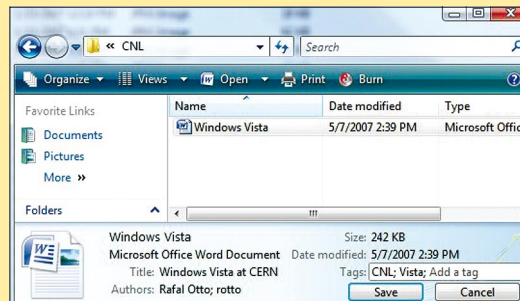 « CNL
Search
Organize Views Open Print Burn
Favorite Links
Documents
Pictures
More »
Folders
Name Date modified Type
Windows Vista 5/7/2007 2:39 PM Microsoft Offic
Windows Vista
Microsoft Office Word Document
Title: Windows Vista at CERN
Authors: Rafal Otto; rotto
Size: 242 KB
Date modified: 5/7/2007 2:39 PM
Tags: CNL; Vista; Add a tag
Save Cancel